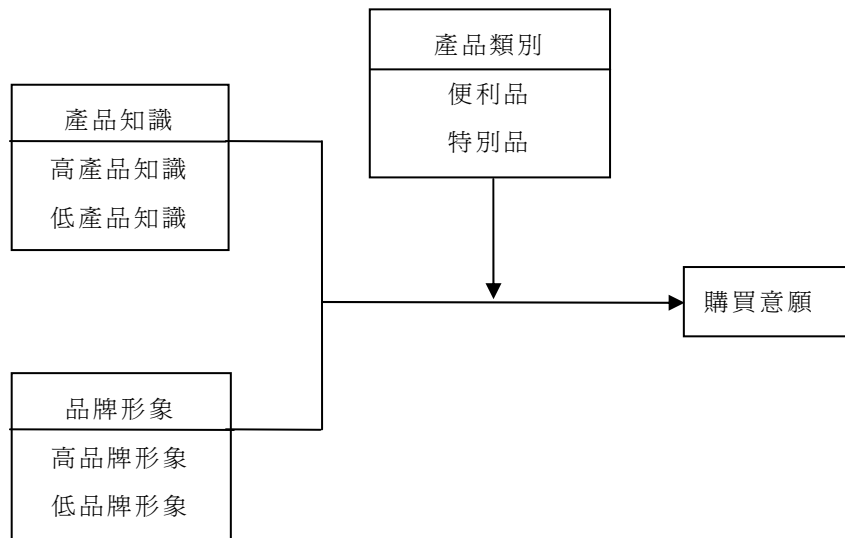 產品類別
便利品
特別品
產品知識
高產品知識
低產品知識
購買意願
品牌形象
高品牌形象
低品牌形象